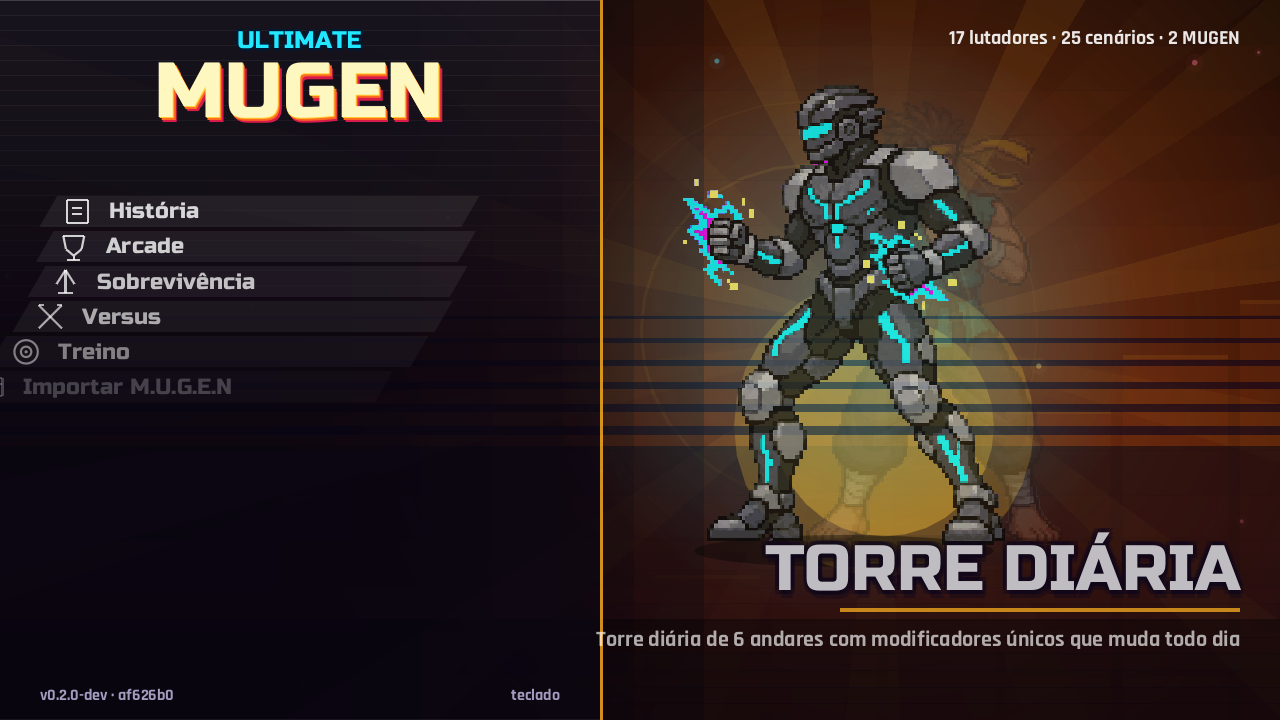 ULTIMATE
MUGEN
17 lutadores · 25 cenários · 2 MUGEN
História
Arcade
Sobrevivência
Versus
Treino
Importar M.U.G.E.N
TORRE DIÁRIA
Torre diária de 6 andares com modificadores únicos que muda todo dia
v0.2.0-dev · af626b0
teclado